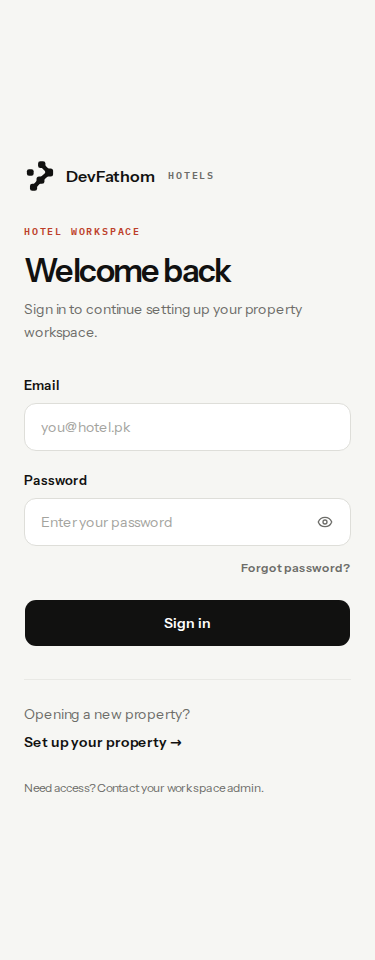 DevFathom HOTELS
HOTEL WORKSPACE
Welcome back
Sign in to continue setting up your property
workspace.
Email
you@hotel.pk
Password
Enter your password
Forgot password?
Sign in
Opening a new property?
Set up your property →
Need access? Contact your workspace admin.